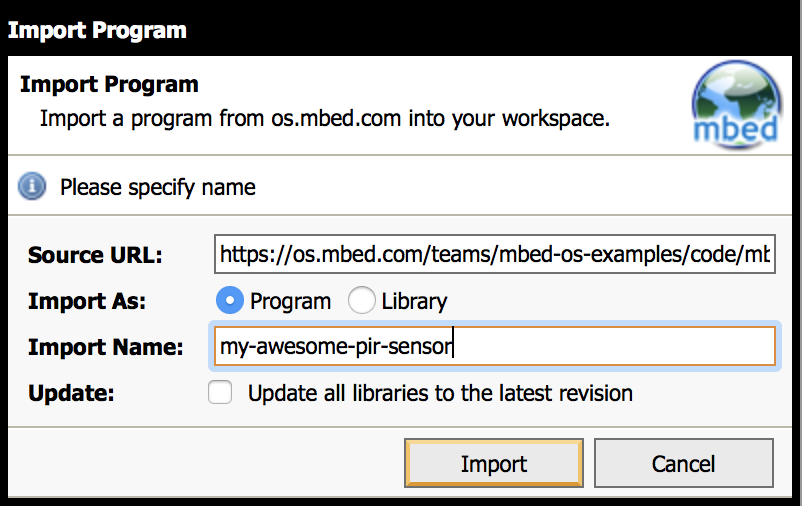 Import Program
Import Program
Import a program from os.mbed.com into your workspace.
mbed
Please specify name
Source URL: https://os.mbed.com/teams/mbed-os-examples/code/mb
Import As: Program Library
Import Name: my-awesome-pir-sensor
Update: Update all libraries to the latest revision
Import Cancel